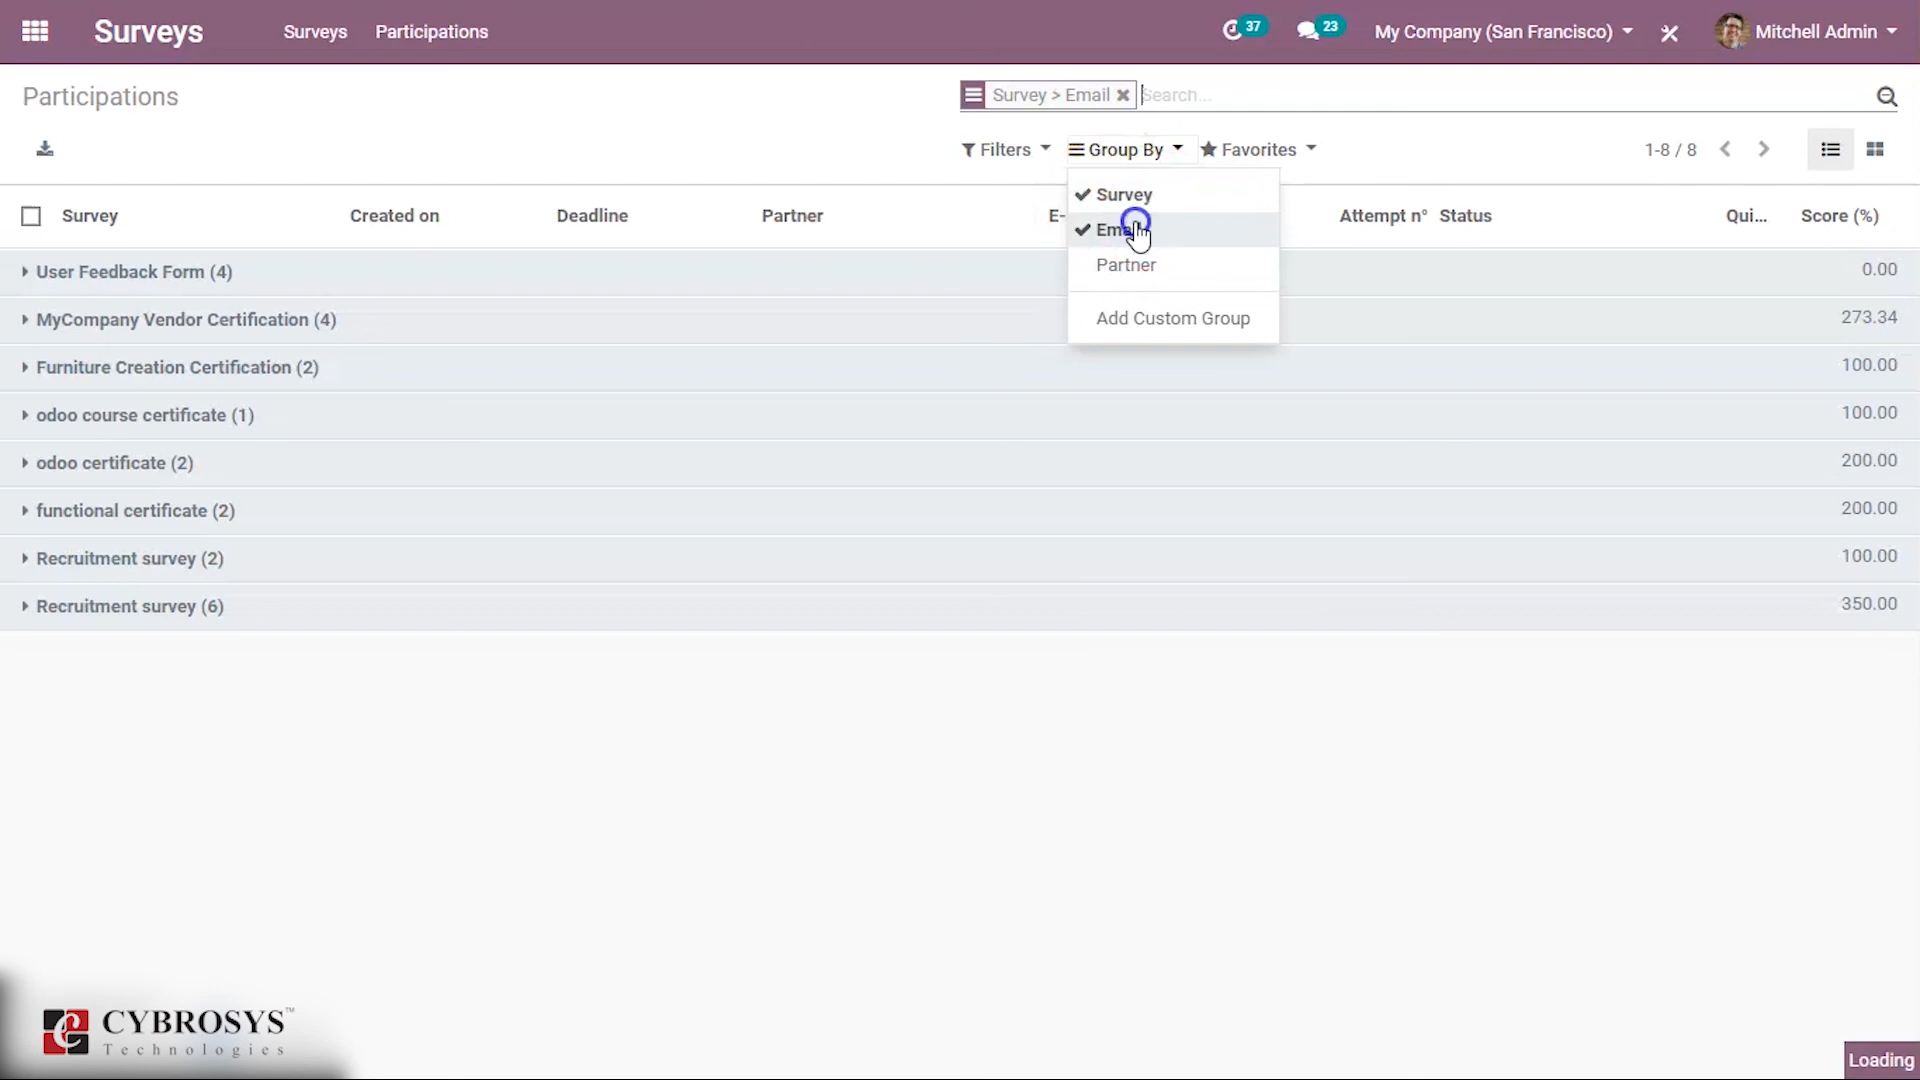 Surveys Surveys Participations 37 23 My Company (San Francisco) Mitchell Admin
Participations Survey > Email Search...
Filters Group By Favorites 1-8 / 8
Survey
Email
Partner
Add Custom Group
Survey Created on Deadline Partner E- Attempt n° Status Qui... Score (%)
User Feedback Form (4) 0.00
MyCompany Vendor Certification (4) 273.34
Furniture Creation Certification (2) 100.00
odoo course certificate (1) 100.00
odoo certificate (2) 200.00
functional certificate (2) 200.00
Recruitment survey (2) 100.00
Recruitment survey (6) 350.00
CYBROSYS™
Technologies
Loading